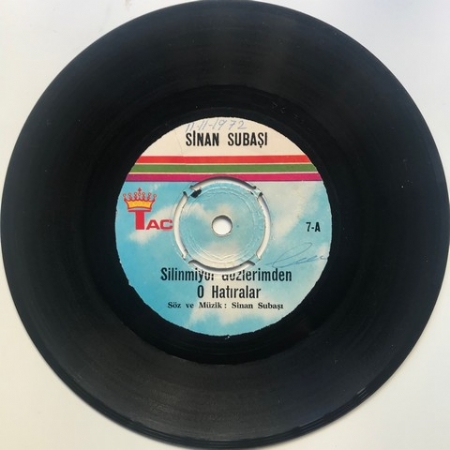 11-11-1972
SİNAN SUBAŞI
TAC
7-A
Silinmiyor Gözlerimden
O Hatıralar
Söz ve Müzik : Sinan Subaşı